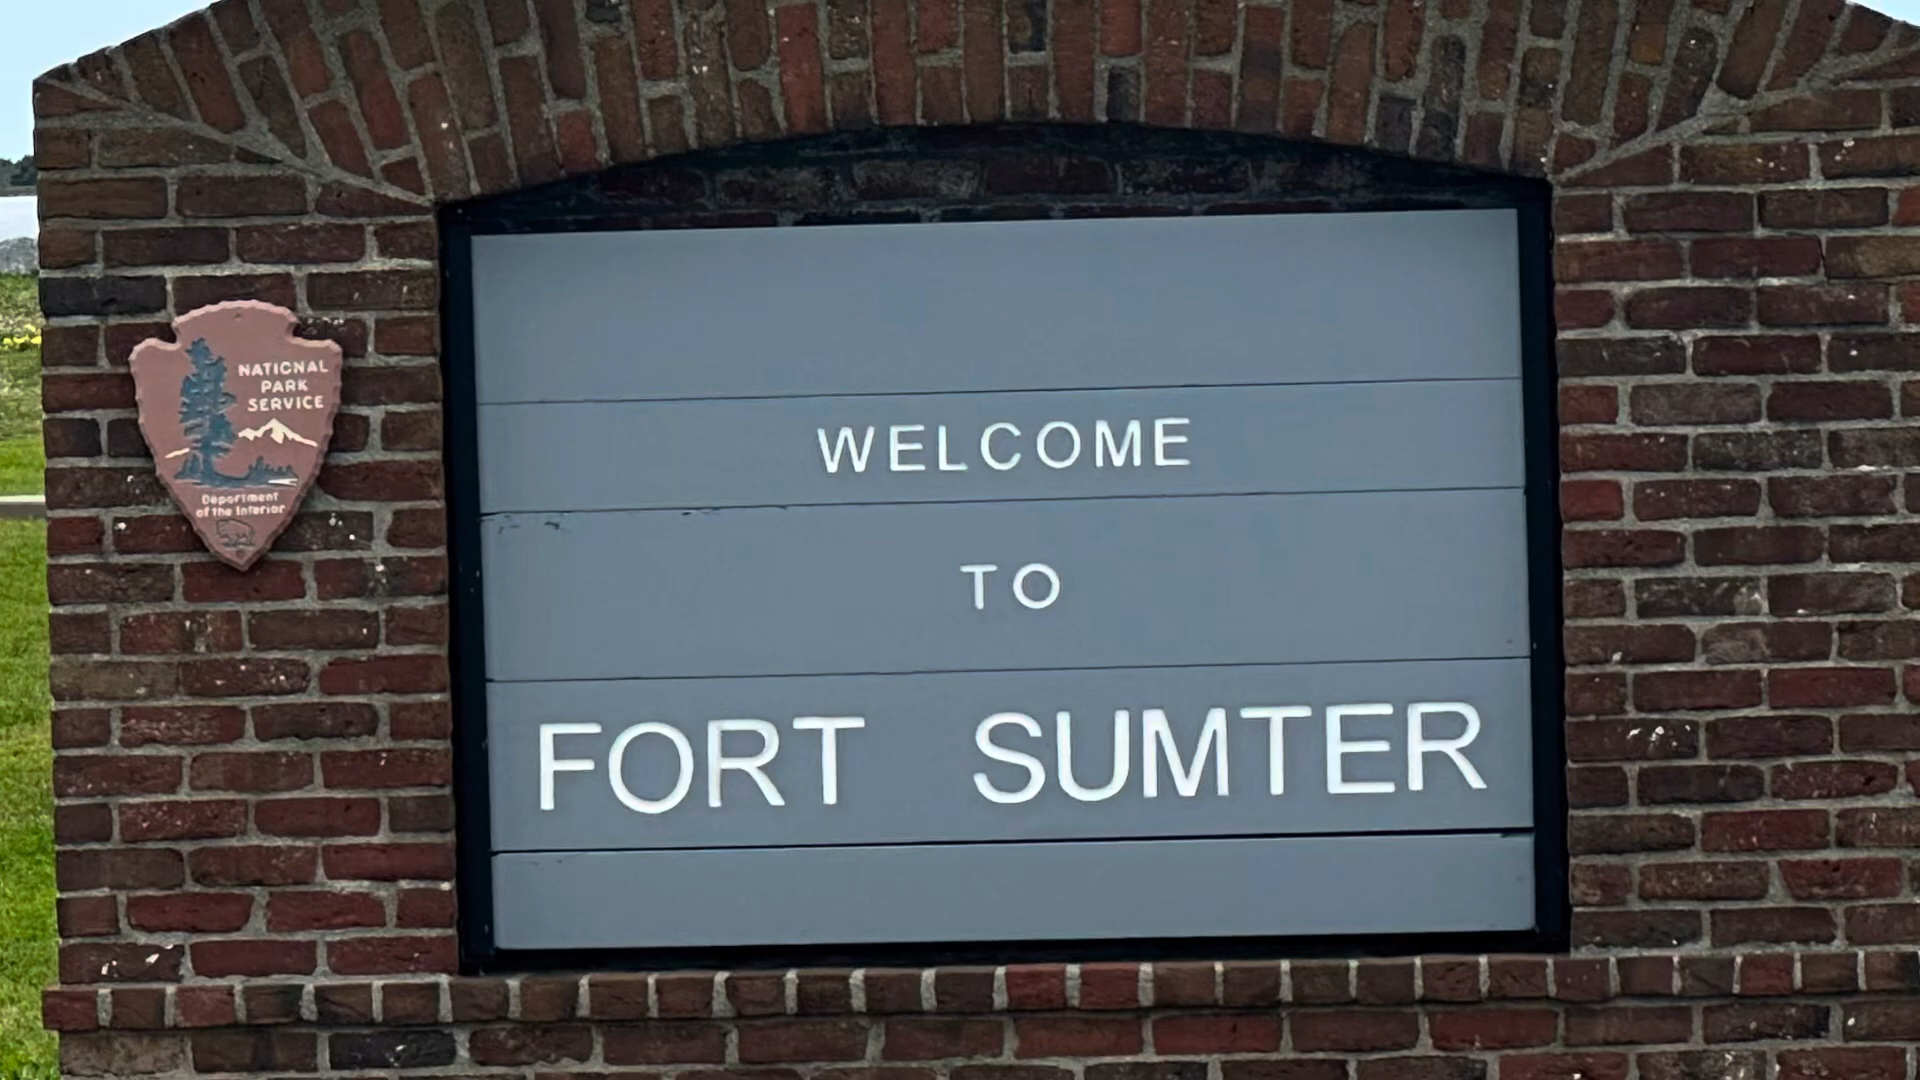 NATIONAL
PARK
SERVICE
Department
of the Interior
WELCOME
TO
FORT SUMTER